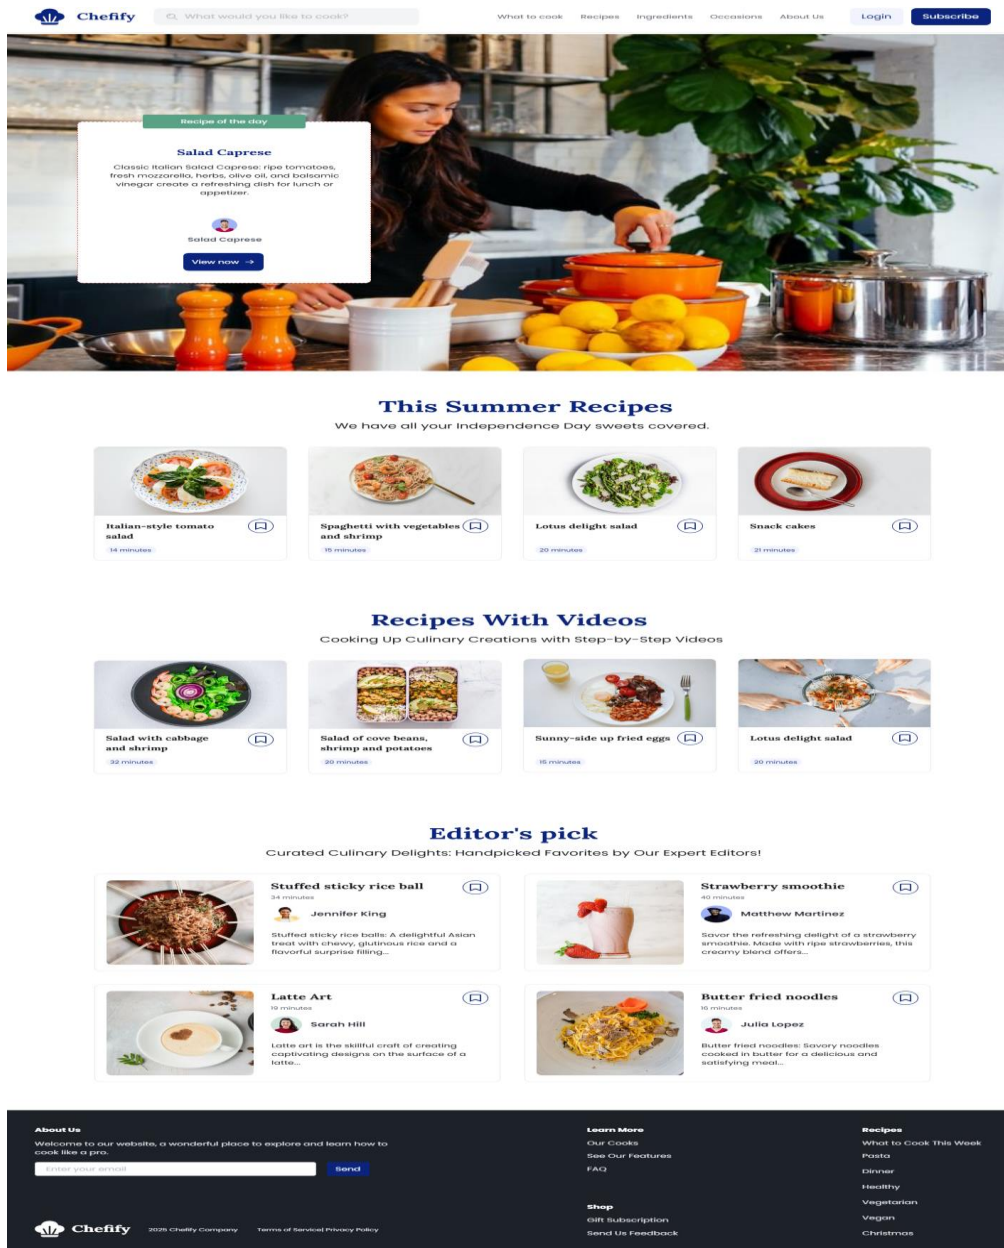 Chefify
What would you like to cook?
What to cook
Recipes
Ingredients
Occasions
About Us
Login
Subscribe
Recipe of the day
Salad Caprese
Classic Italian Salad Caprese: ripe tomatoes,
fresh mozzarella, herbs, olive oil, and balsamic
vinegar create a refreshing dish for lunch or
appetizer.
Salad Caprese
View now →
This Summer Recipes
We have all your Independence Day sweets covered.
Italian-style tomato
salad
14 minutes
Spaghetti with vegetables
and shrimp
15 minutes
Lotus delight salad
20 minutes
Snack cakes
21 minutes
Recipes With Videos
Cooking Up Culinary Creations with Step-by-Step Videos
Salad with cabbage
and shrimp
32 minutes
Salad of cove beans,
shrimp and potatoes
20 minutes
Sunny-side up fried eggs
15 minutes
Lotus delight salad
20 minutes
Editor's pick
Curated Culinary Delights: Handpicked Favorites by Our Expert Editors!
Stuffed sticky rice ball
34 minutes
Jennifer King
Stuffed sticky rice balls: A delightful Asian
treat with chewy, glutinous rice and a
flavorful surprise filling...
Strawberry smoothie
40 minutes
Matthew Martinez
Savor the refreshing delight of a strawberry
smoothie. Made with ripe strawberries, this
creamy blend offers...
Latte Art
19 minutes
Sarah Hill
Latte art is the skillful craft of creating
captivating designs on the surface of a
latte...
Butter fried noodles
16 minutes
Julia Lopez
Butter fried noodles: Savory noodles
cooked in butter for a delicious and
satisfying meal...
About Us
Welcome to our website, a wonderful place to explore and learn how to
cook like a pro.
Enter your email
Send
Chefify
2025 Chefify Company
Terms of Service| Privacy Policy
Learn More
Our Cooks
See Our Features
FAQ
Shop
Gift Subscription
Send Us Feedback
Recipes
What to Cook This Week
Pasta
Dinner
Healthy
Vegetarian
Vegan
Christmas